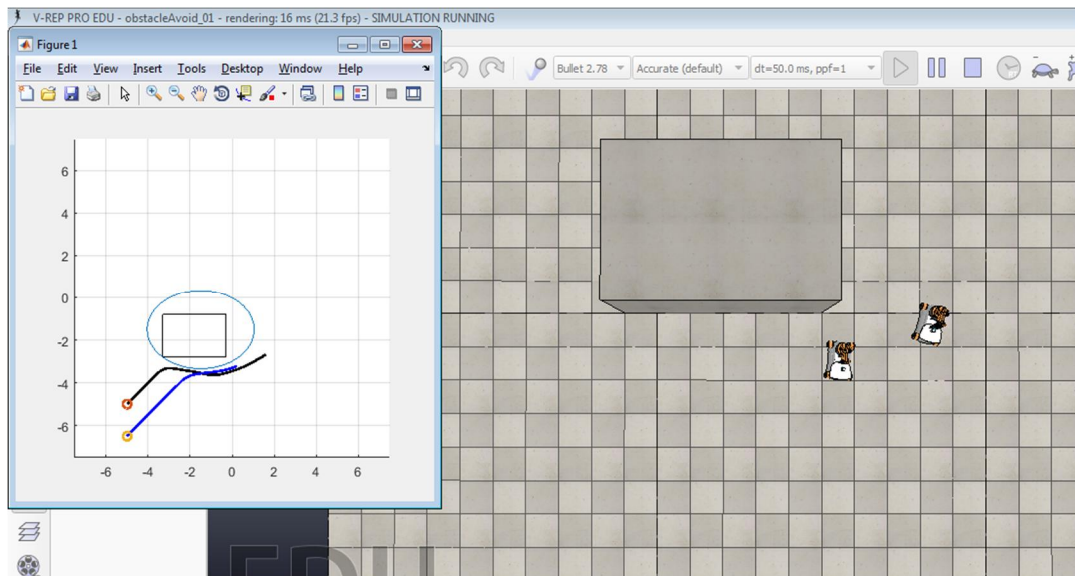 V-REP PRO EDU - obstacleAvoid_01 - rendering: 16 ms (21.3 fps) - SIMULATION RUNNING
Figure 1
File Edit View Insert Tools Desktop Window Help
Bullet 2.78 Accurate (default) dt=50.0 ms, ppf=1
6
4
2
0
-2
-4
-6
-6 -4 -2 0 2 4 6
EDU